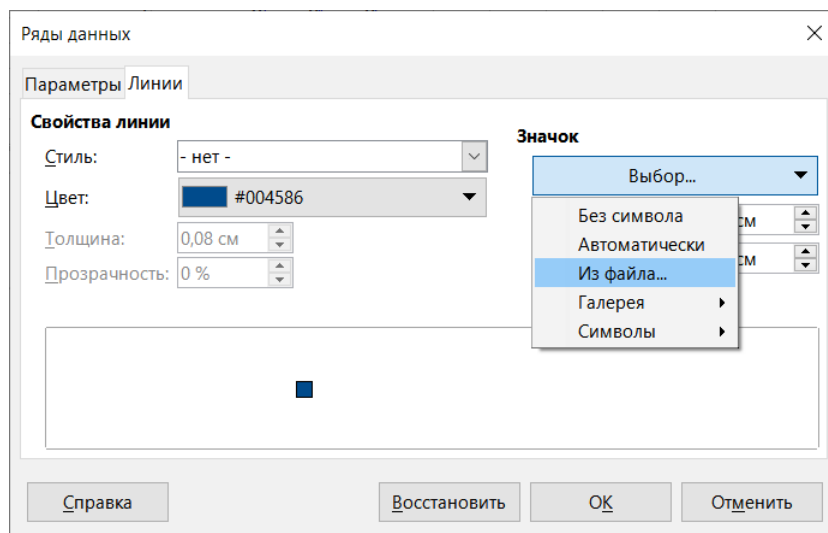 Ряды данных
Параметры Линии
Свойства линии
Стиль: - нет -
Цвет: #004586
Толщина: 0,08 см
Прозрачность: 0 %
Значок
Выбор...
Без символа
Автоматически
Из файла...
Галерея
Символы
см
см
Справка Восстановить ОК Отменить